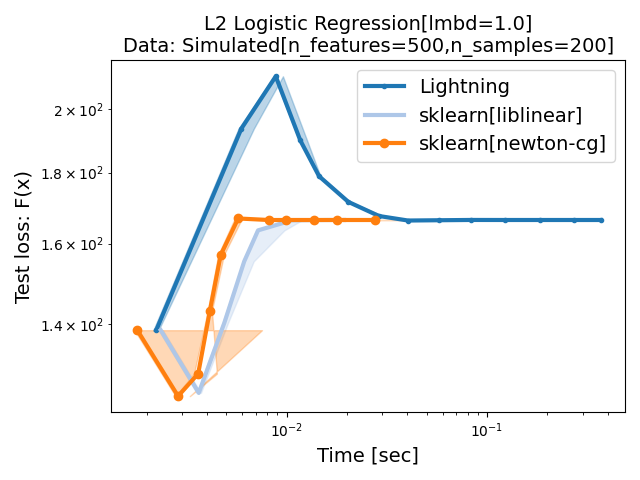 L2 Logistic Regression[lmbd=1.0]
Data: Simulated[n_features=500,n_samples=200]
Lightning
sklearn[liblinear]
sklearn[newton-cg]
Test loss: F(x)
2 × 10²
1.8 × 10²
1.6 × 10²
1.4 × 10²
10⁻² 10⁻¹
Time [sec]